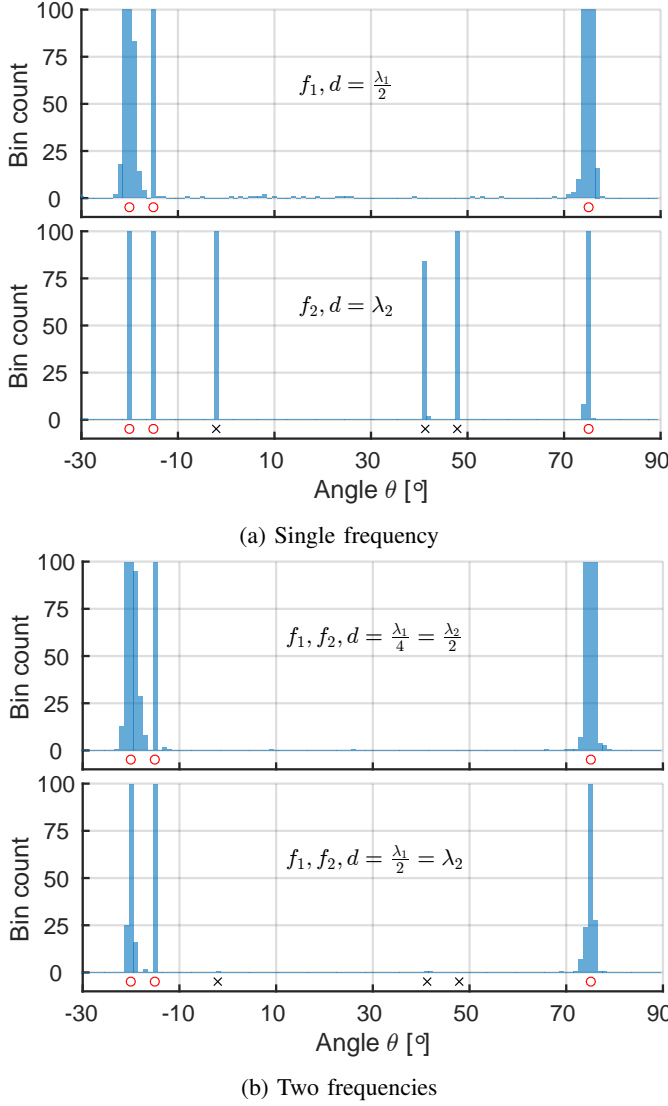 100
75
50
25
0
Bin count
f₁, d = λ₁/2
100
75
50
25
0
Bin count
f₂, d = λ₂
-30 -10 10 30 50 70 90
Angle θ [°]
(a) Single frequency
100
75
50
25
0
Bin count
f₁, f₂, d = λ₁/4 = λ₂/2
100
75
50
25
0
Bin count
f₁, f₂, d = λ₁/2 = λ₂
-30 -10 10 30 50 70 90
Angle θ [°]
(b) Two frequencies